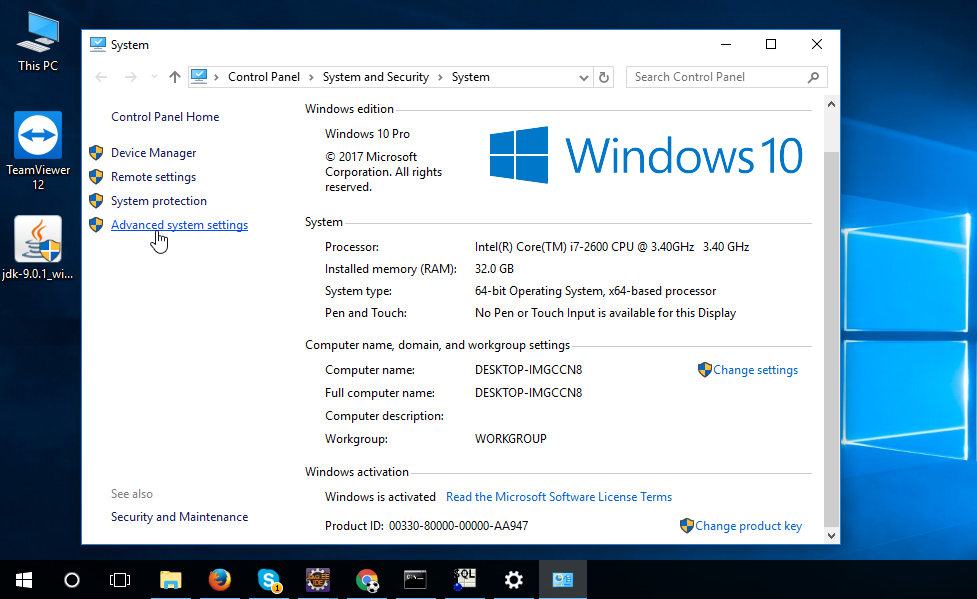 This PC
TeamViewer
12
jdk-9.0.1_wi...
System
Control Panel > System and Security > System
Search Control Panel
Control Panel Home
Device Manager
Remote settings
System protection
Advanced system settings
See also
Security and Maintenance
Windows edition
Windows 10 Pro
© 2017 Microsoft
Corporation. All rights
reserved.
Windows 10
System
Processor: Intel(R) Core(TM) i7-2600 CPU @ 3.40GHz 3.40 GHz
Installed memory (RAM): 32.0 GB
System type: 64-bit Operating System, x64-based processor
Pen and Touch: No Pen or Touch Input is available for this Display
Computer name, domain, and workgroup settings
Computer name: DESKTOP-IMGCCN8
Change settings
Full computer name: DESKTOP-IMGCCN8
Computer description:
Workgroup: WORKGROUP
Windows activation
Windows is activated Read the Microsoft Software License Terms
Product ID: 00330-80000-00000-AA947
Change product key
1
SQL